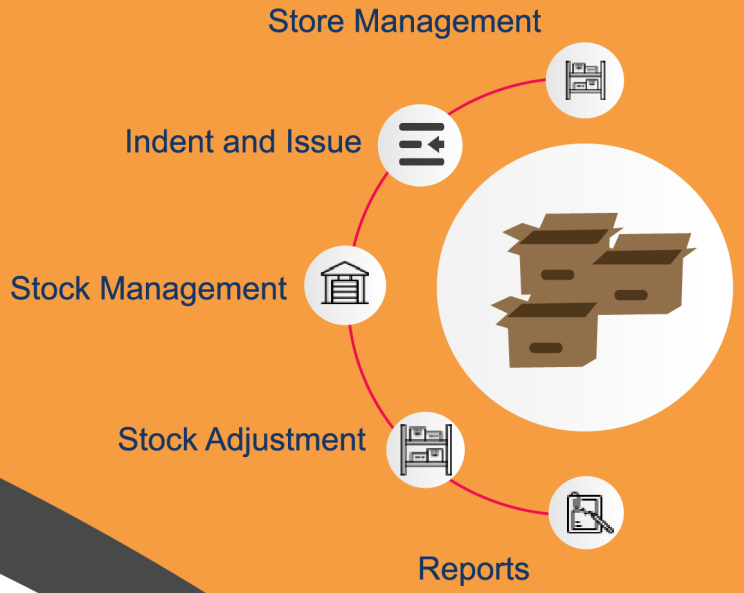 Store Management
Indent and Issue
Stock Management
Stock Adjustment
Reports